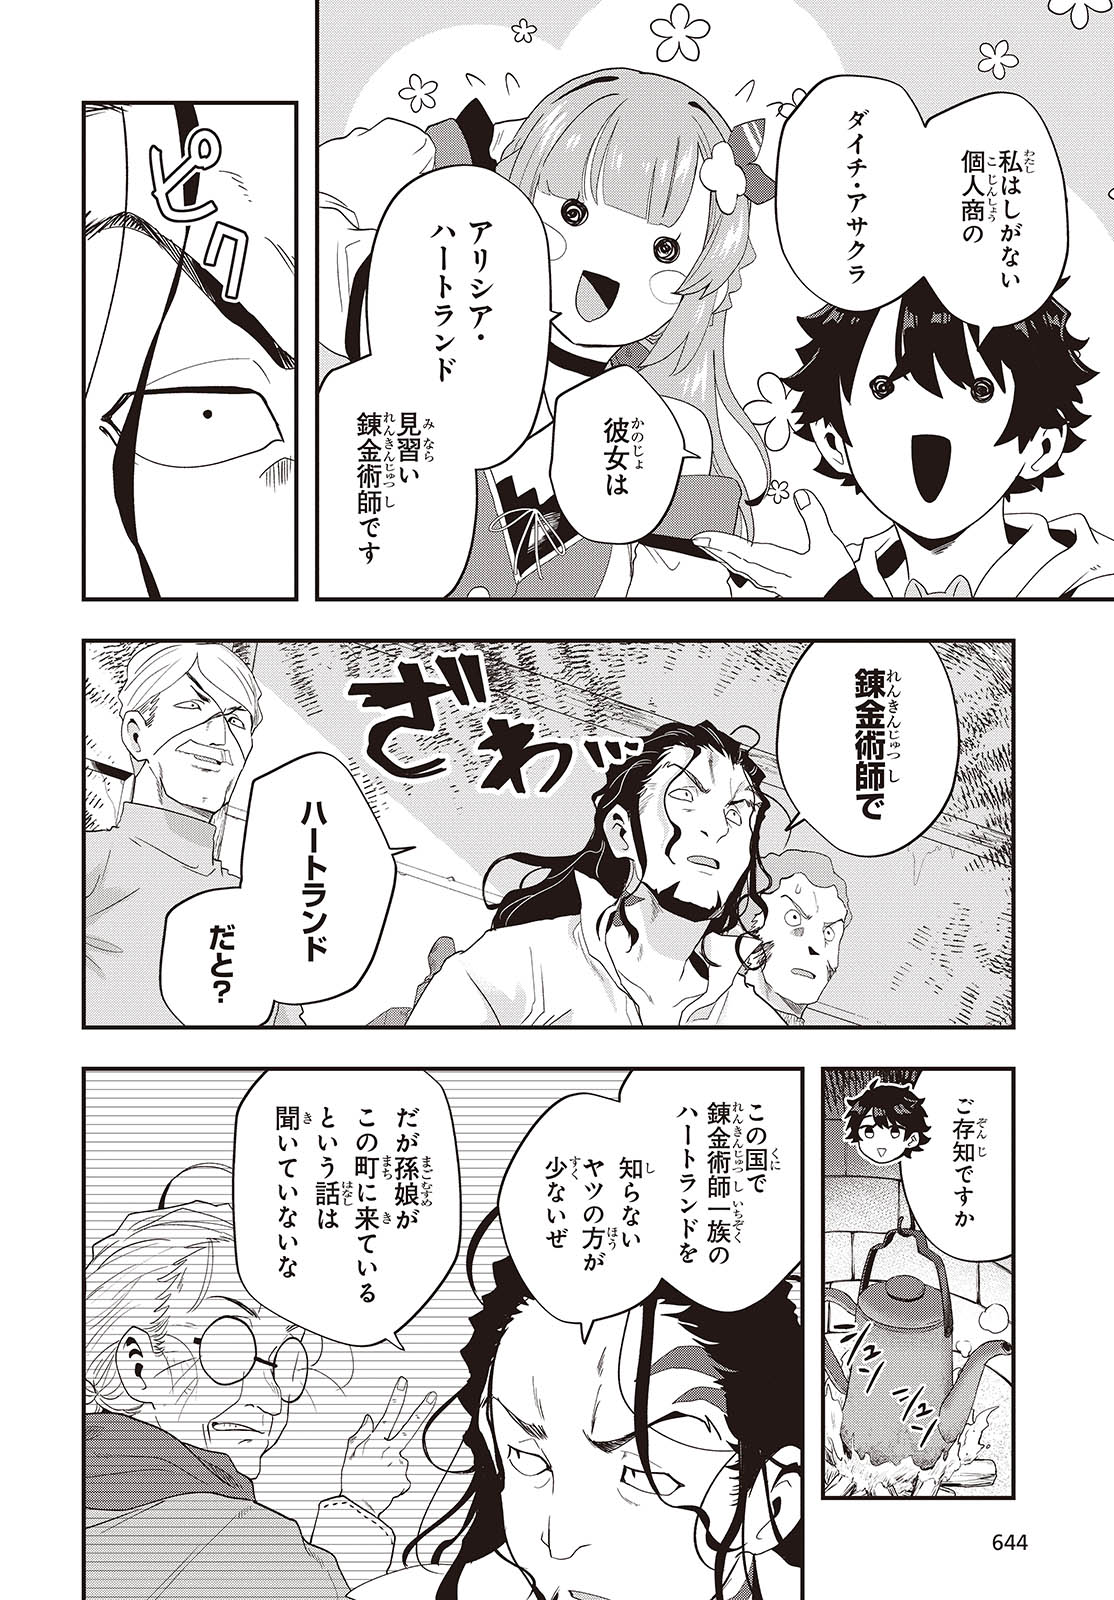 私はしがない
個人商の
ダイチ・アサクラ
彼女は
アリシア・
ハートランド
見習い
錬金術師です
ピクッ
錬金術師で
ハートランド
だと?
ざわ…
ご存知ですか
シュン
シュン
この国で
錬金術師一族の
ハートランドを
知らない
ヤツの方が
少ないぜ
だが孫娘が
この町に来ている
という話は
聞いていないな
644